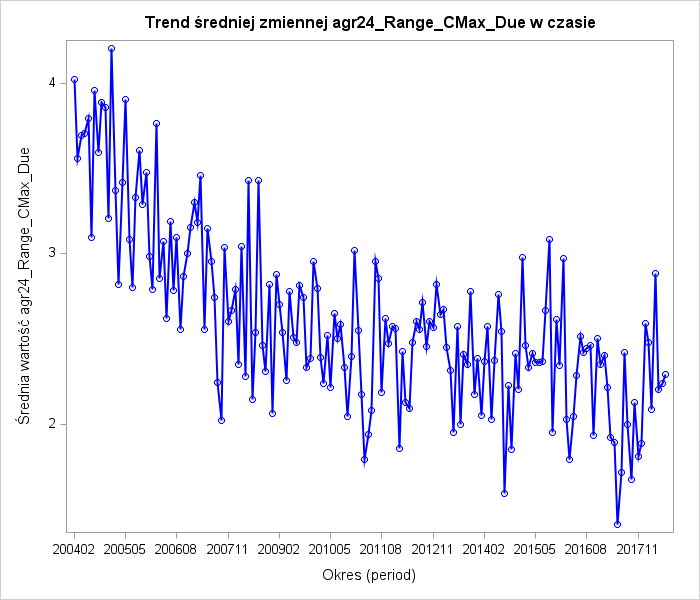 Trend średniej zmiennej agr24_Range_CMax_Due w czasie
Średnia wartość agr24_Range_CMax_Due
4
3
2
200402 200505 200608 200711 200902 201005 201108 201211 201402 201505 201608 201711
Okres (period)